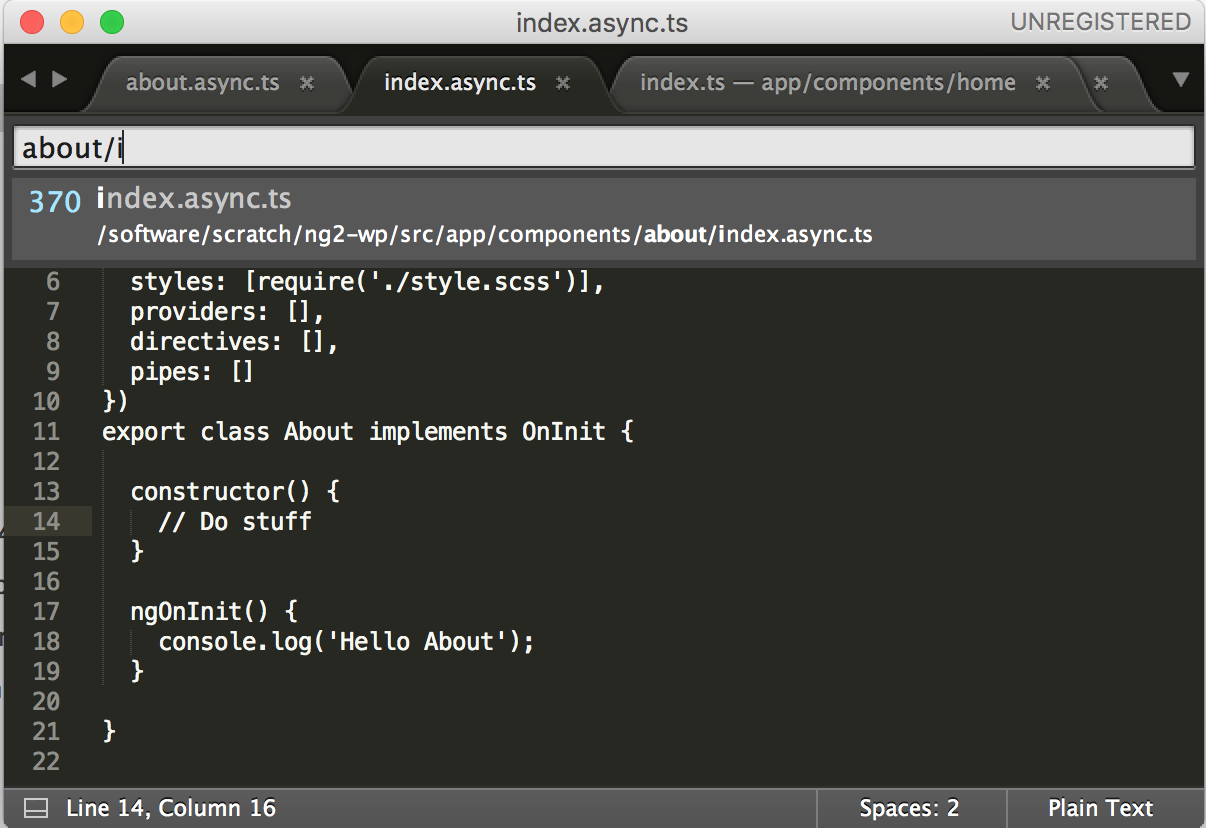 index.async.ts UNREGISTERED
about.async.ts index.async.ts index.ts — app/components/home
about/i
370 index.async.ts
/software/scratch/ng2-wp/src/app/components/about/index.async.ts
6 styles: [require('./style.scss')],
7 providers: [],
8 directives: [],
9 pipes: []
10 })
11 export class About implements OnInit {
12
13 constructor() {
14 // Do stuff
15 }
16
17 ngOnInit() {
18 console.log('Hello About');
19 }
20
21 }
22
Line 14, Column 16 Spaces: 2 Plain Text